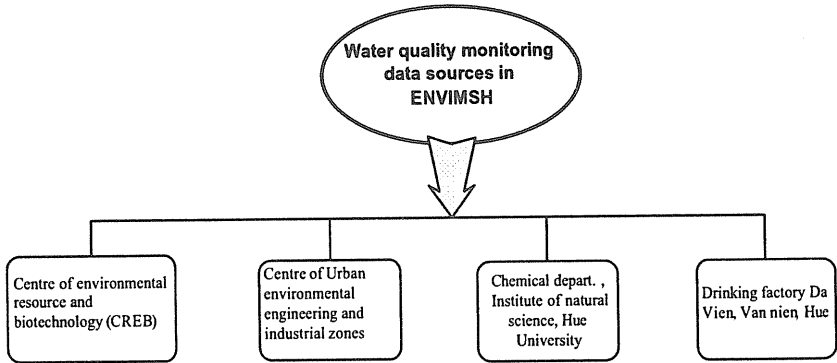 Water quality monitoring
data sources in
ENVIMSH
Centre of environmental
resource and
biotechnology (CREB)
Centre of Urban
environmental
engineering and
industrial zones
Chemical depart. ,
Institute of natural
science, Hue
University
Drinking factory Da
Vien, Van nien, Hue